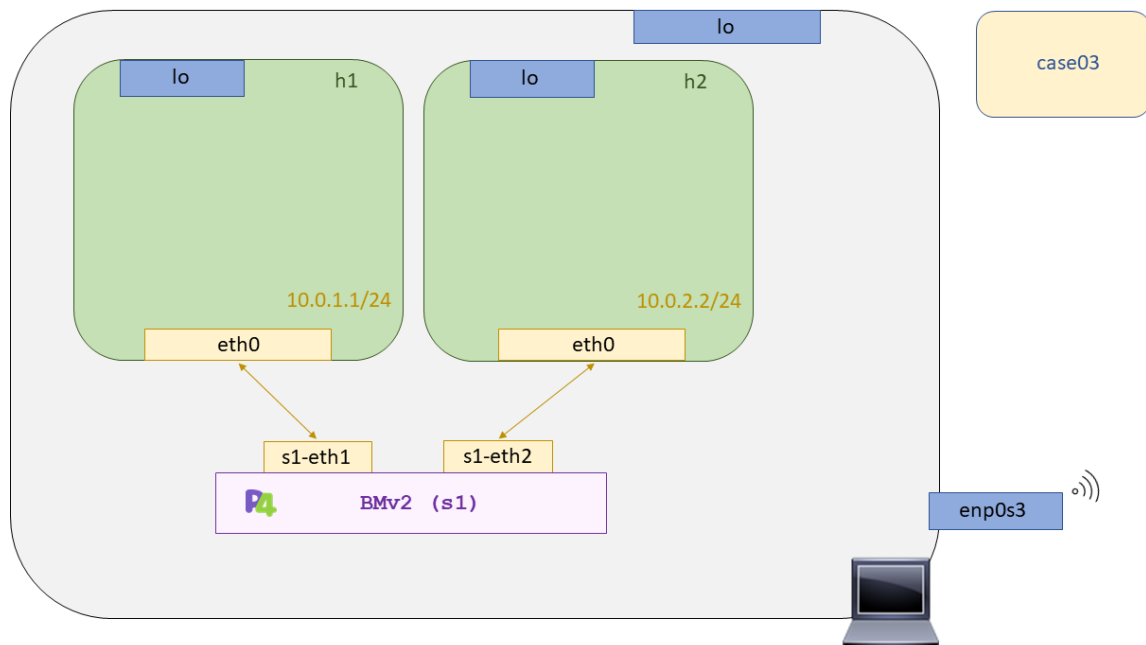 lo
case03
lo
h1
lo
h2
10.0.1.1/24
10.0.2.2/24
eth0
eth0
s1-eth1
s1-eth2
P4
BMv2 (s1)
enp0s3